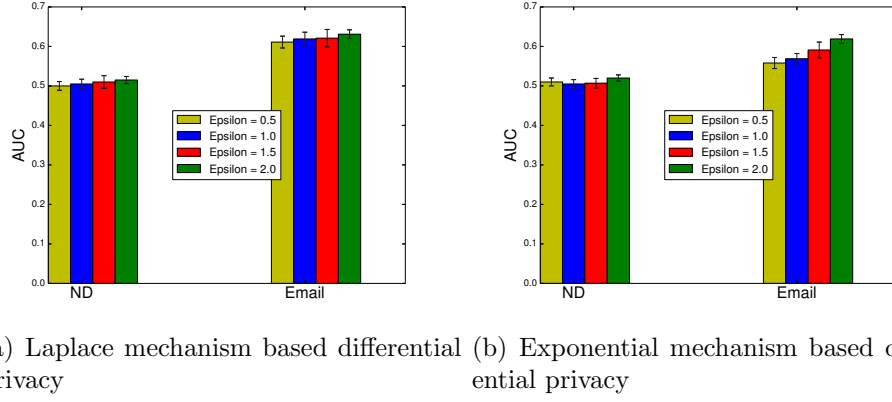 0.7
0.6
0.5
0.4
0.3
0.2
0.1
0.0
AUC
Epsilon = 0.5
Epsilon = 1.0
Epsilon = 1.5
Epsilon = 2.0
ND Email
0.7
0.6
0.5
0.4
0.3
0.2
0.1
0.0
AUC
Epsilon = 0.5
Epsilon = 1.0
Epsilon = 1.5
Epsilon = 2.0
ND Email
) Laplace mechanism based differential
rivacy
(b) Exponential mechanism based
ential privacy